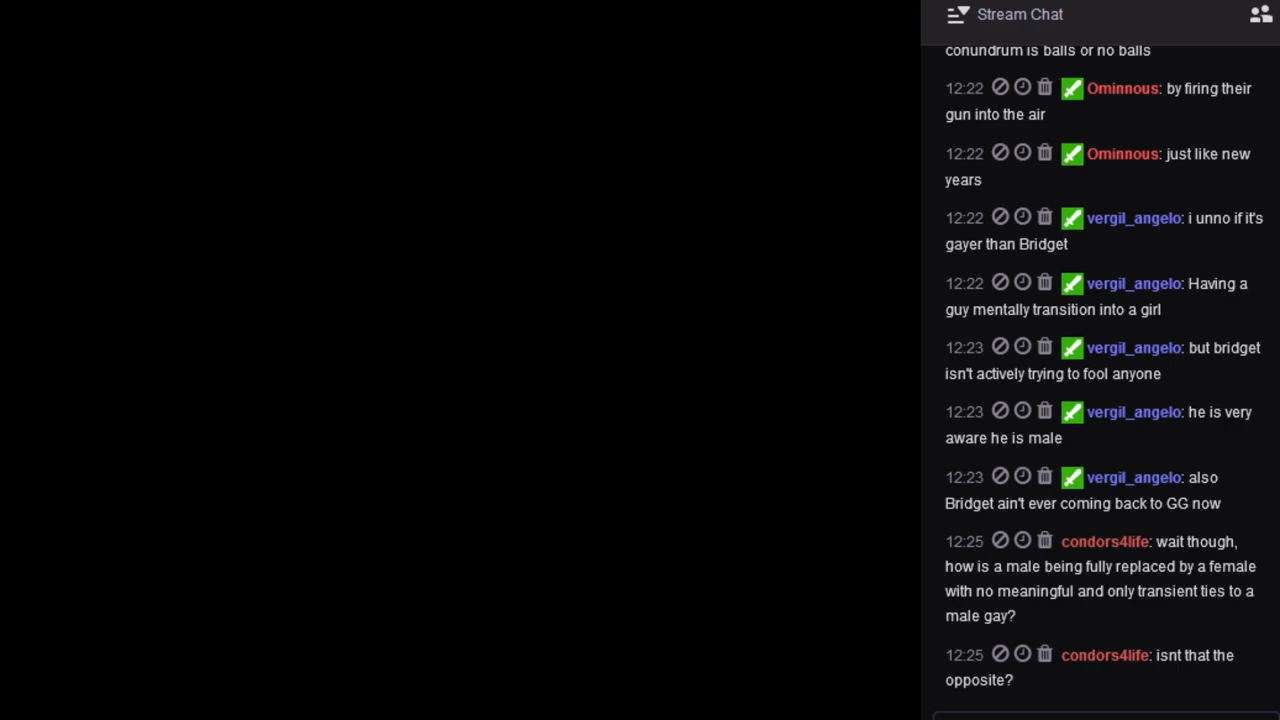 Stream Chat
conundrum is balls or no balls
12:22 Ominnous: by firing their
gun into the air
12:22 Ominnous: just like new
years
12:22 vergil_angelo: i unno if it's
gayer than Bridget
12:22 vergil_angelo: Having a
guy mentally transition into a girl
12:23 vergil_angelo: but bridget
isn't actively trying to fool anyone
12:23 vergil_angelo: he is very
aware he is male
12:23 vergil_angelo: also
Bridget ain't ever coming back to GG now
12:25 condors4life: wait though,
how is a male being fully replaced by a female
with no meaningful and only transient ties to a
male gay?
12:25 condors4life: isnt that the
opposite?